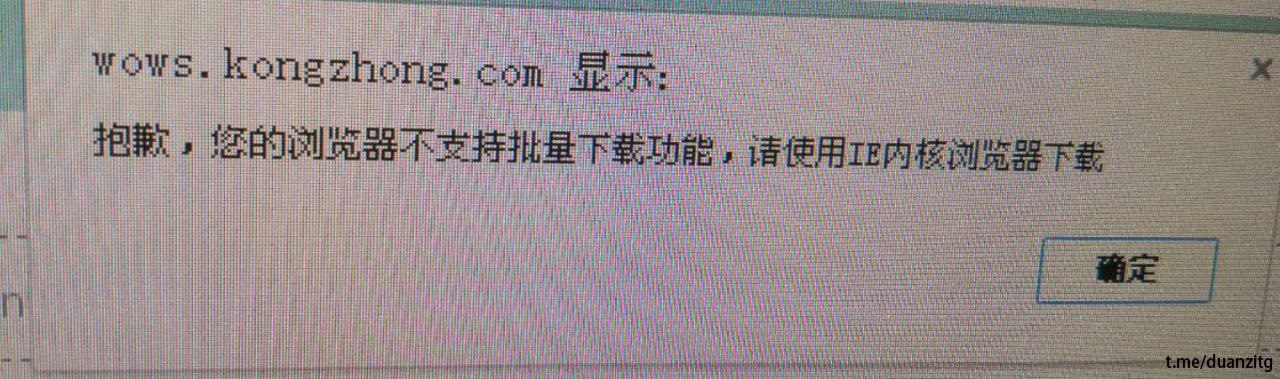 wows.kongzhong.com 显示:
抱歉，您的浏览器不支持批量下载功能，请使用IE内核浏览器下载
确定
n
t.me/duanzitg